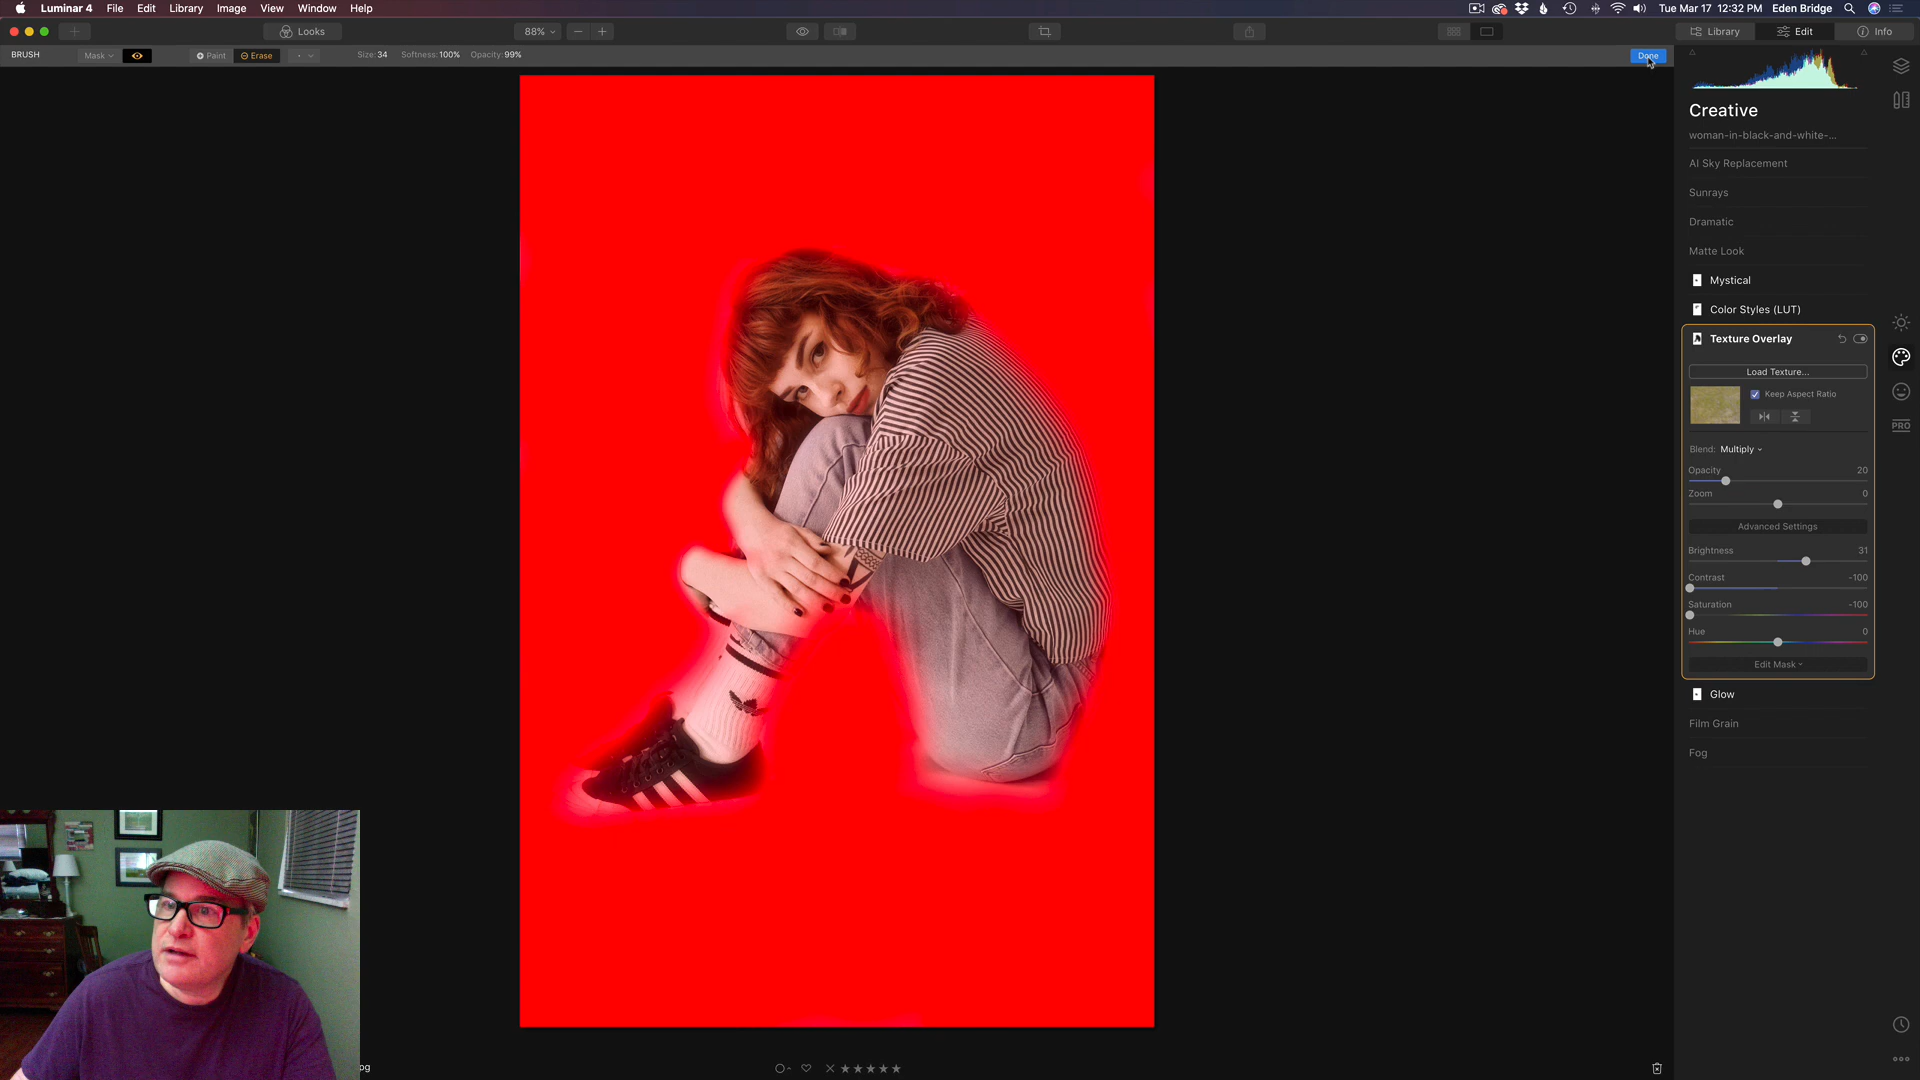 Luminar 4 File Edit Library Image View Window Help Tue Mar 17 12:32 PM Eden Bridge
Looks 88% Library Edit Info
BRUSH Mask Paint Erase Size: 34 Softness: 100% Opacity: 99% Done
Creative
woman-in-black-and-white-...
AI Sky Replacement
Sunrays
Dramatic
Matte Look
Mystical
Color Styles (LUT)
Texture Overlay
Load Texture...
Keep Aspect Ratio
Blend: Multiply
Opacity 20
Zoom 0
Advanced Settings
Brightness 31
Contrast -100
Saturation -100
Hue 0
Edit Mask
Glow
Film Grain
Fog
PRO
pg